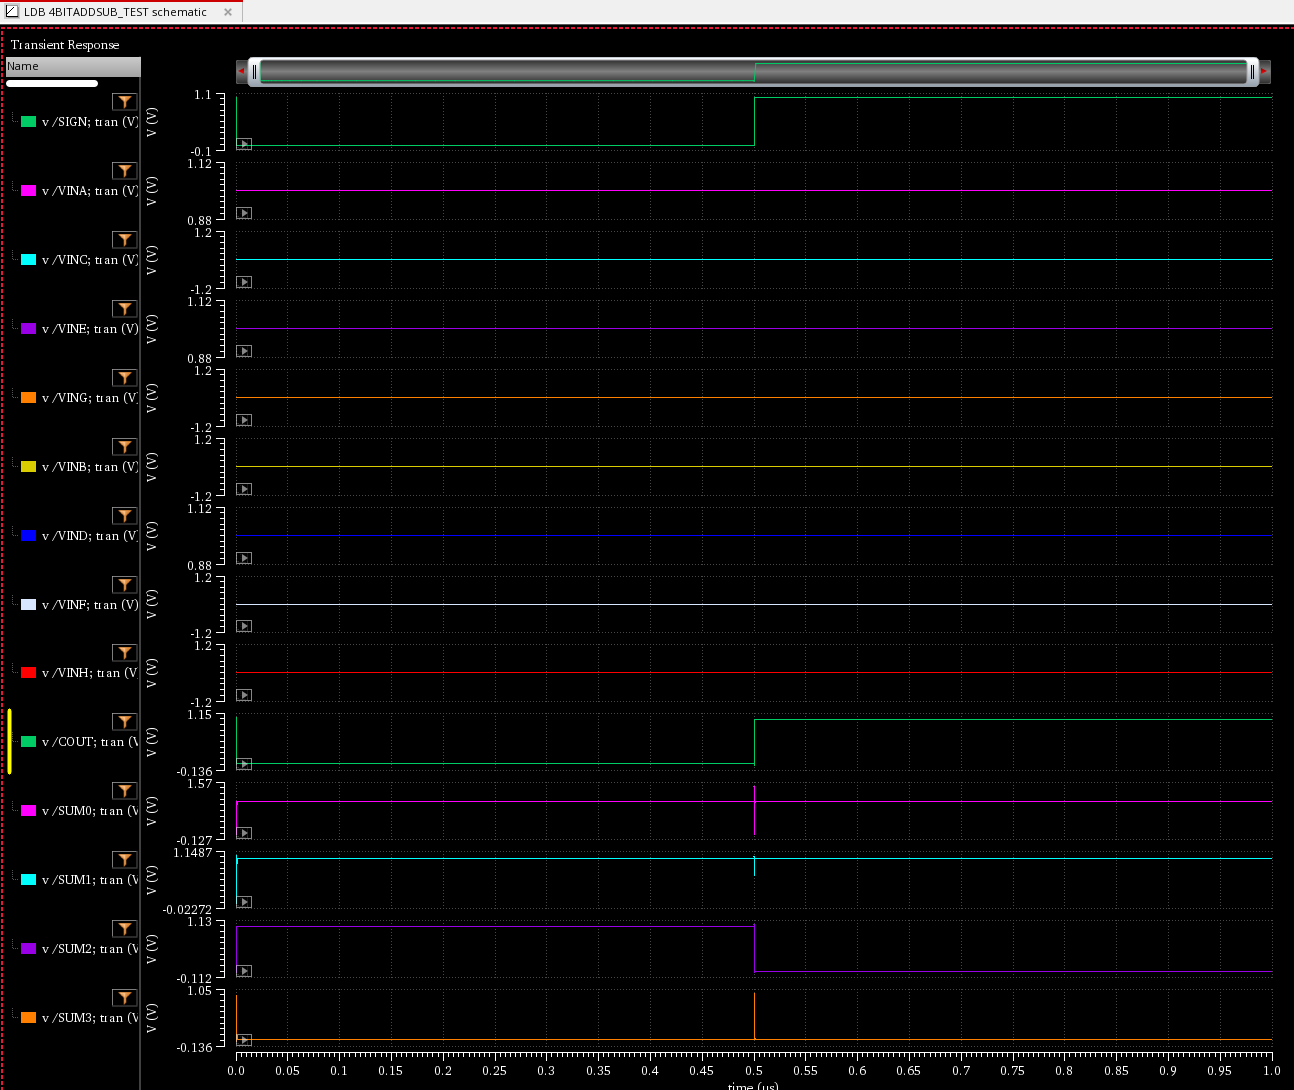 LDB 4BITADDSUB_TEST schematic ×
Transient Response
Name
v /SIGN; tran (V)
V (V)
1.1
-0.1
v /VINA; tran (V)
V (V)
1.12
0.88
v /VINC; tran (V)
V (V)
1.2
-1.2
v /VINE; tran (V)
V (V)
1.12
0.88
v /VING; tran (V)
V (V)
1.2
-1.2
v /VINB; tran (V)
V (V)
1.2
-1.2
v /VIND; tran (V)
V (V)
1.12
0.88
v /VINF; tran (V)
V (V)
1.2
-1.2
v /VINH; tran (V
V (V)
1.2
-1.2
v /COUT; tran (V
V (V)
1.15
-0.136
v /SUM0; tran (V
V (V)
1.57
-0.127
v /SUM1; tran (V
V (V)
1.1487
-0.02272
v /SUM2; tran (V
V (V)
1.13
-0.112
v /SUM3; tran (V
V (V)
1.05
-0.136
0.0 0.05 0.1 0.15 0.2 0.25 0.3 0.35 0.4 0.45 0.5 0.55 0.6 0.65 0.7 0.75 0.8 0.85 0.9 0.95 1.0
time (us)